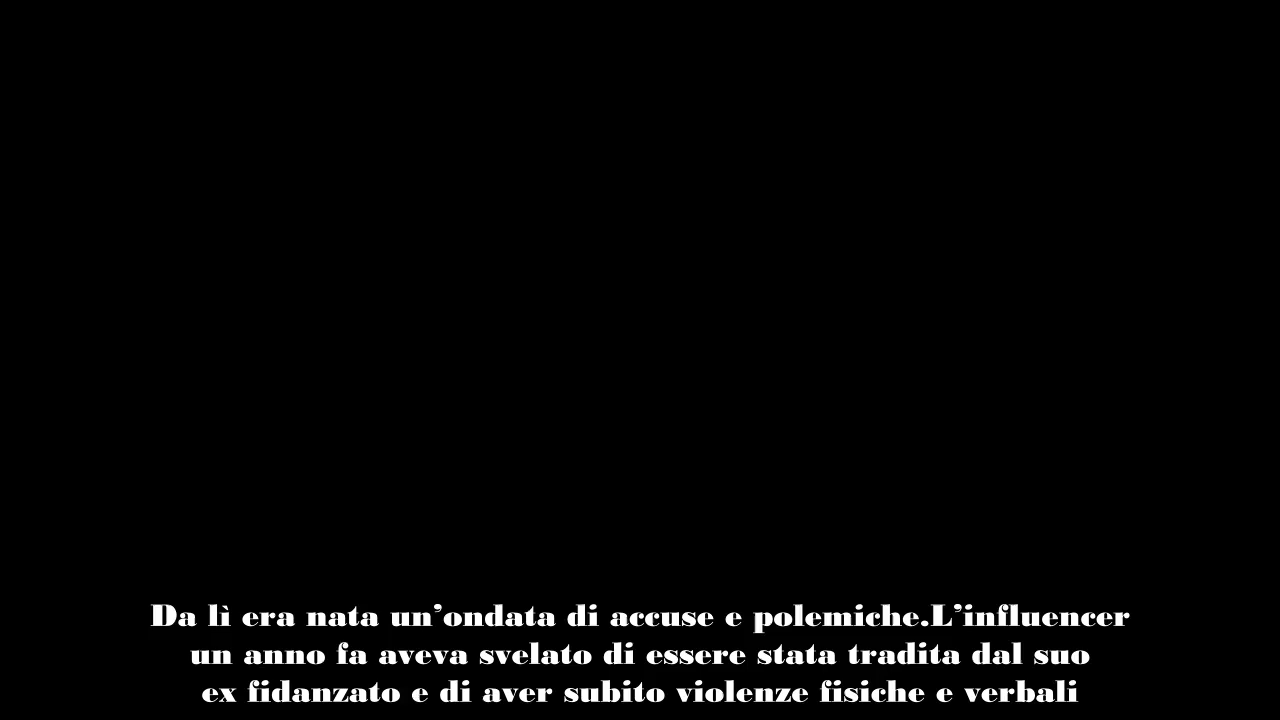 Da lì era nata un’ondata di accuse e polemiche.L’influencer
un anno fa aveva svelato di essere stata tradita dal suo
ex fidanzato e di aver subito violenze fisiche e verbali